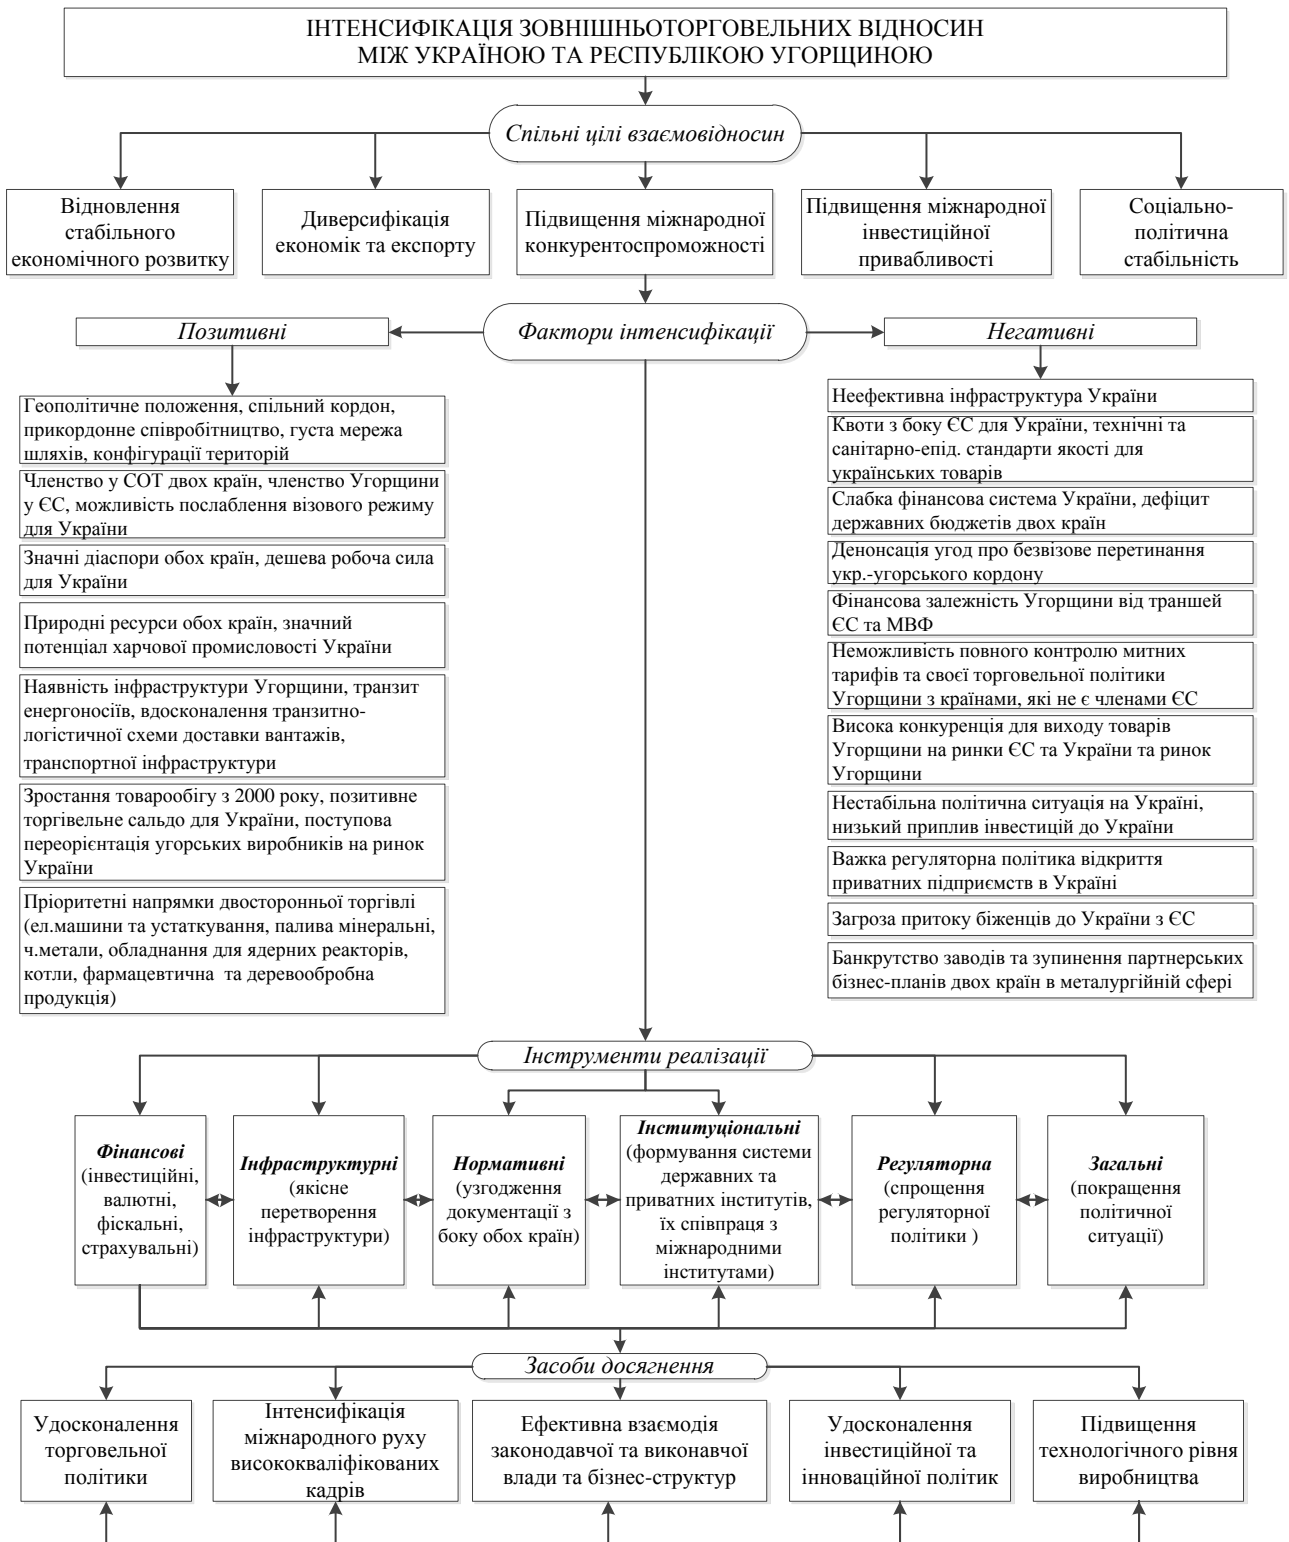 ІНТЕНСИФІКАЦІЯ ЗОВНІШНЬОТОРГОВЕЛЬНИХ ВІДНОСИН
МІЖ УКРАЇНОЮ ТА РЕСПУБЛІКОЮ УГОРЩИНОЮ
Спільні цілі взаємовідносин
Відновлення
стабільного
економічного розвитку
Диверсифікація
економік та експорту
Підвищення міжнародної
конкурентоспроможності
Підвищення міжнародної
інвестиційної
привабливості
Соціально-
політична
стабільність
Фактори інтенсифікації
Позитивні
Геополітичне положення, спільний кордон,
прикордонне співробітництво, густа мережа
шляхів, конфігурації територій
Членство у СОТ двох країн, членство Угорщини
у ЄС, можливість послаблення візового режиму
для України
Значні діаспори обох країн, дешева робоча сила
для України
Природні ресурси обох країн, значний
потенціал харчової промисловості України
Наявність інфраструктури Угорщини, транзит
енергоносіїв, вдосконалення транзитно-
логістичної схеми доставки вантажів,
транспортної інфраструктури
Зростання товарообігу з 2000 року, позитивне
торгівельне сальдо для України, поступова
переорієнтація угорських виробників на ринок
України
Пріоритетні напрямки двосторонньої торгівлі
(ел.машини та устаткування, палива мінеральні,
ч.метали, обладнання для ядерних реакторів,
котли, фармацевтична та деревообробна
продукція)
Негативні
Неефективна інфраструктура України
Квоти з боку ЄС для України, технічні та
санітарно-епід. стандарти якості для
українських товарів
Слабка фінансова система України, дефіцит
державних бюджетів двох країн
Денонсація угод про безвізове перетинання
укр.-угорського кордону
Фінансова залежність Угорщини від траншей
ЄС та МВФ
Неможливість повного контролю митних
тарифів та своєї торговельної політики
Угорщини з країнами, які не є членами ЄС
Висока конкуренція для виходу товарів
Угорщини на ринки ЄС та України та ринок
Угорщини
Нестабільна політична ситуація на Україні,
низький приплив інвестицій до України
Важка регуляторна політика відкриття
приватних підприємств в Україні
Загроза притоку біженців до України з ЄС
Банкрутство заводів та зупинення партнерських
бізнес-планів двох країн в металургійній сфері
Інструменти реалізації
Фінансові
(інвестиційні,
валютні,
фіскальні,
страхувальні)
Інфраструктурні
(якісне
перетворення
інфраструктури)
Нормативні
(узгодження
документації з
боку обох країн)
Інституціональні
(формування системи
державних та
приватних інститутів,
їх співпраця з
міжнародними
інститутами)
Регуляторна
(спрощення
регуляторної
політики )
Загальні
(покращення
політичної
ситуації)
Засоби досягнення
Удосконалення
торговельної
політики
Інтенсифікація
міжнародного руху
висококваліфікованих
кадрів
Ефективна взаємодія
законодавчої та виконавчої
влади та бізнес-структур
Удосконалення
інвестиційної та
інноваційної політик
Підвищення
технологічного рівня
виробництва